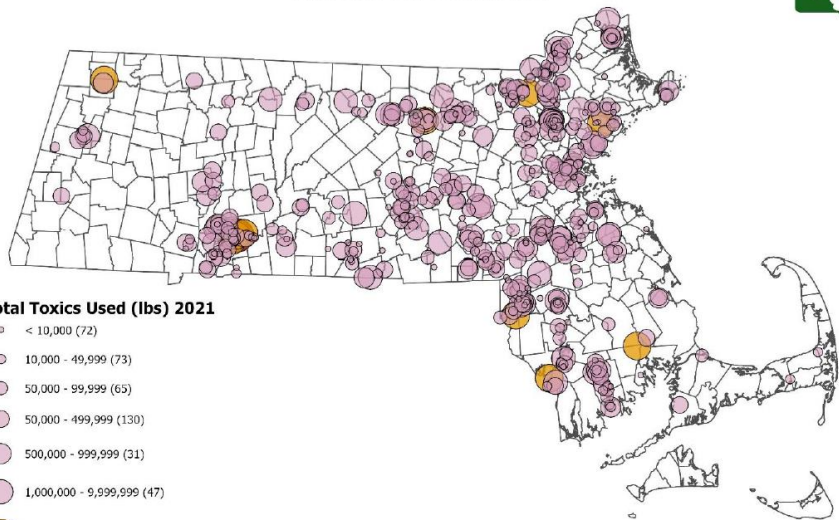 otal Toxics Used (lbs) 2021
< 10,000 (72)
10,000 - 49,999 (73)
50,000 - 99,999 (65)
50,000 - 499,999 (130)
500,000 - 999,999 (31)
1,000,000 - 9,999,999 (47)